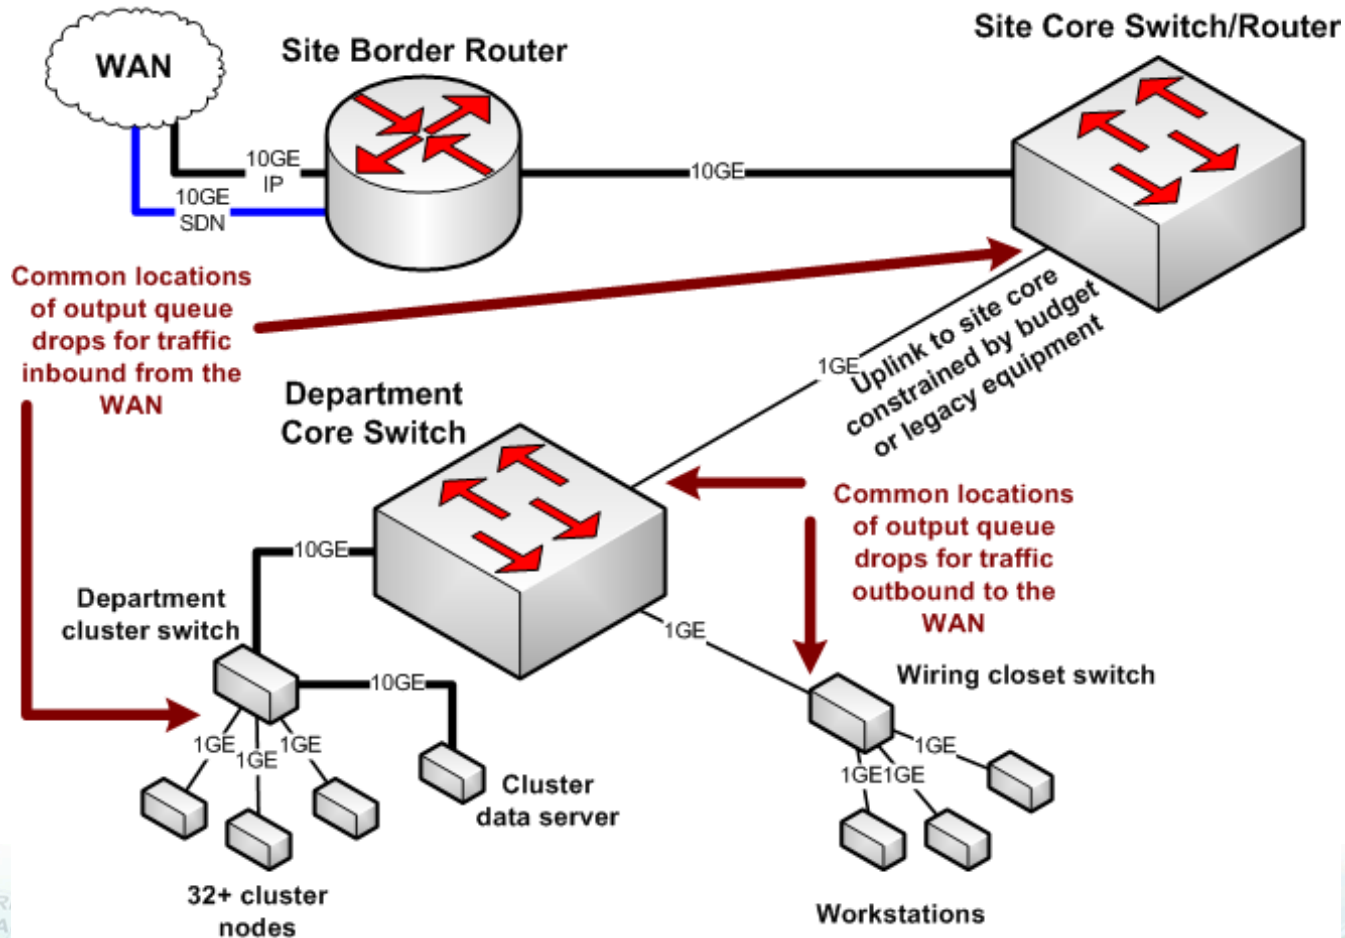 Site Core Switch/Router
Site Border Router
WAN
10GE
IP
10GE
10GE
SDN
Common locations
of output queue
drops for traffic
inbound from the
WAN
1GE
Uplink to site core
constrained by budget
or legacy equipment
Department
Core Switch
Common locations
of output queue
drops for traffic
outbound to the
WAN
10GE
Department
cluster switch
1GE
10GE
Wiring closet switch
1GE
1GE
1GE
1GE
1GE
1GE
Cluster
data server
32+ cluster
nodes
Workstations